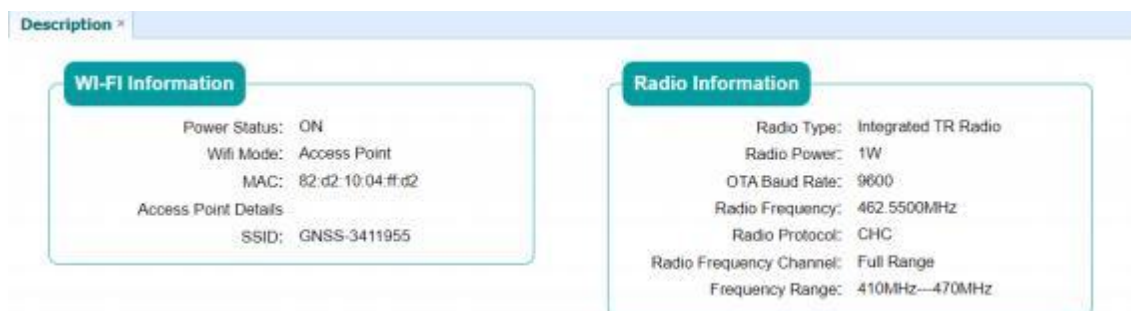 Description ×
WI-FI Information
Power Status: ON
Wifi Mode: Access Point
MAC: 82:d2:10:04:ff:d2
Access Point Details
SSID: GNSS-3411955
Radio Information
Radio Type: Integrated TR Radio
Radio Power: 1W
OTA Baud Rate: 9600
Radio Frequency: 462.5500MHz
Radio Protocol: CHC
Radio Frequency Channel: Full Range
Frequency Range: 410MHz---470MHz